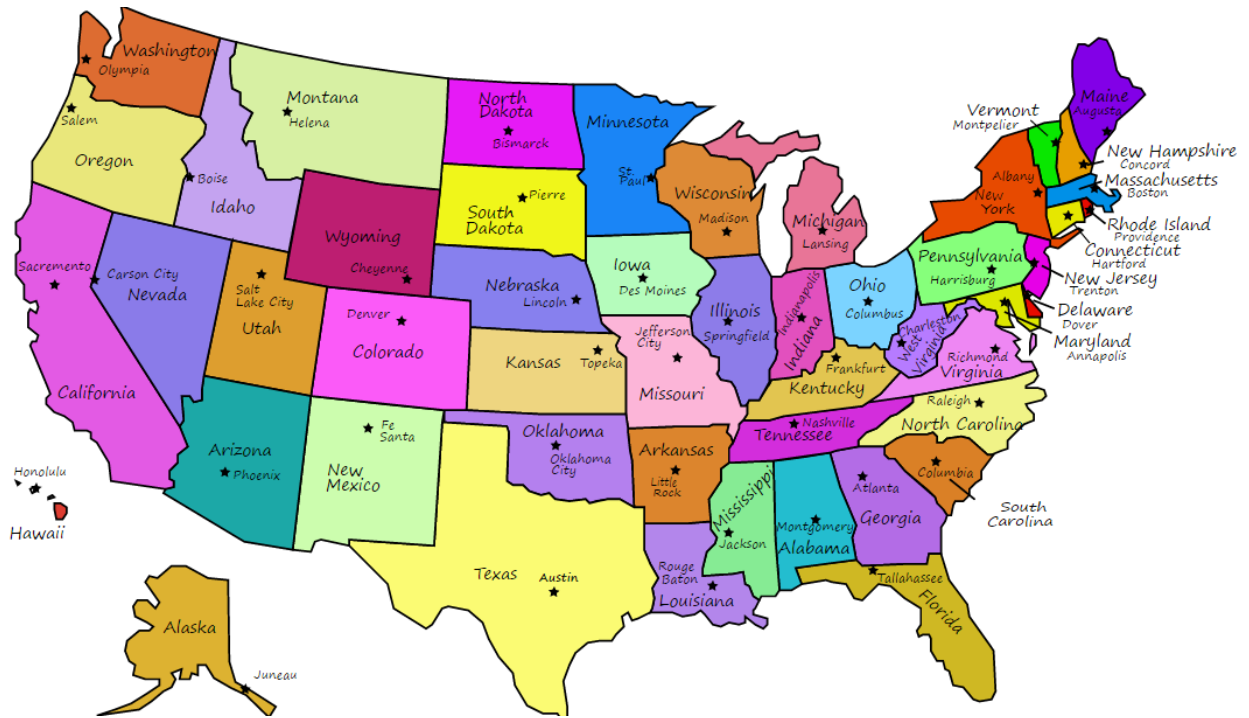 Washington
Olympia
Salem
Oregon
Montana
Helena
Boise
Idaho
North
Dakota
Bismarck
Minnesota
St.
Paul
Wisconsin
Madison
Michigan
Lansing
Vermont
Montpelier
Maine
Augusta
New Hampshire
Concord
Massachusetts
Boston
Albany
New
York
Rhode Island
Providence
Connecticut
Hartford
Pennsylvania
Harrisburg
New Jersey
Trenton
Delaware
Dover
Maryland
Annapolis
Pierre
South
Dakota
Wyoming
Cheyenne
Sacremento
Carson City
Nevada
Salt
Lake City
Utah
California
Denver
Colorado
Nebraska
Lincoln
Iowa
Des Moines
Illinois
Springfield
Indianapolis
Indiana
Ohio
Columbus
Charleston
West
Virginia
Richmond
Virginia
Kansas
Topeka
Jefferson
City
Missouri
Frankfurt
Kentucky
Nashville
Tennessee
Raleigh
North Carolina
Columbia
South
Carolina
Arizona
Phoenix
Fe
Santa
New
Mexico
Oklahoma
Oklahoma
City
Arkansas
Little
Rock
Mississippi
Jackson
Montgomery
Alabama
Atlanta
Georgia
Texas
Austin
Rouge
Baton
Louisiana
Tallahassee
Florida
Honolulu
Hawaii
Alaska
Juneau